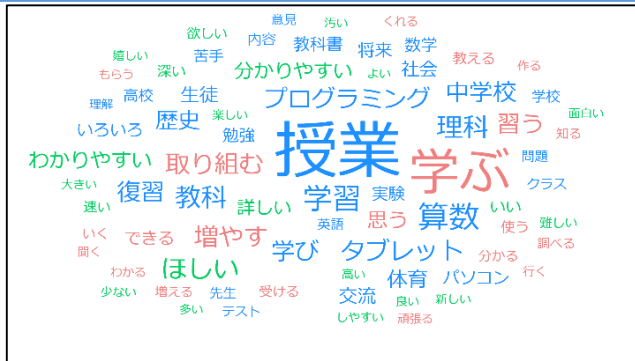 意見 汚い くれる
欲しい 内容 教科書 将来 数学
嬉しい 苦手 教える
もらう 深い 分かりやすい よい 社会 作る
理解 高校 生徒 プログラミング 中学校 学校
楽しい 面白い
いろいろ 歴史 勉強 授業 理科 習う 知る
わかりやすい 取り組む 学ぶ 問題
大きい 復習 教科 学習 実験 クラス
速い 詳しい 英語 思う 算数 いい 使う 難しい
いく できる 増やす 学び タブレット 分かる 調べる
聞く
わかる ほしい 高い 体育 パソコン 行く
少ない 増える 先生 受ける 交流 良い 新しい
多い テスト しやすい 頑張る